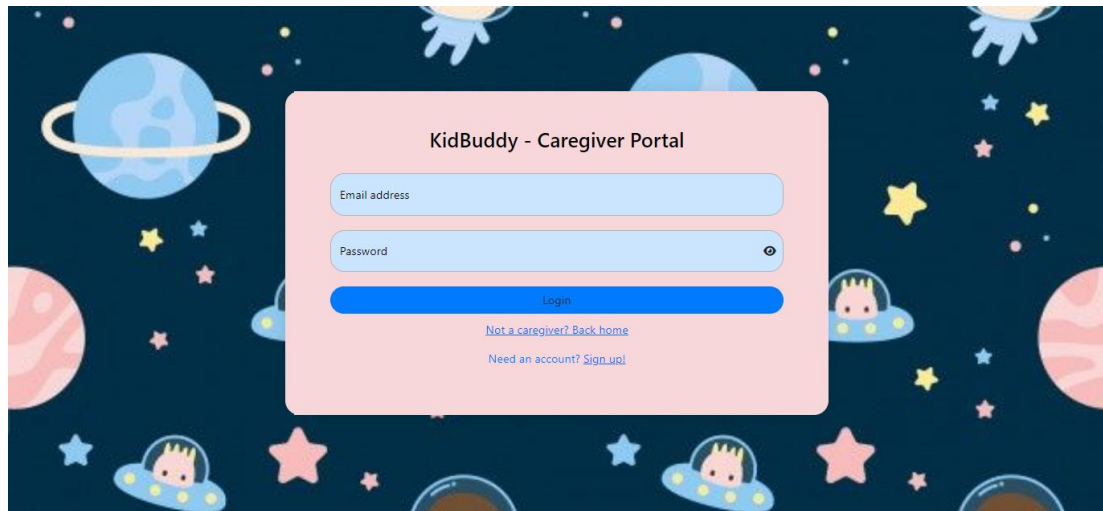 KidBuddy - Caregiver Portal
Email address
Password
Login
Not a caregiver? Back home
Need an account? Sign up!